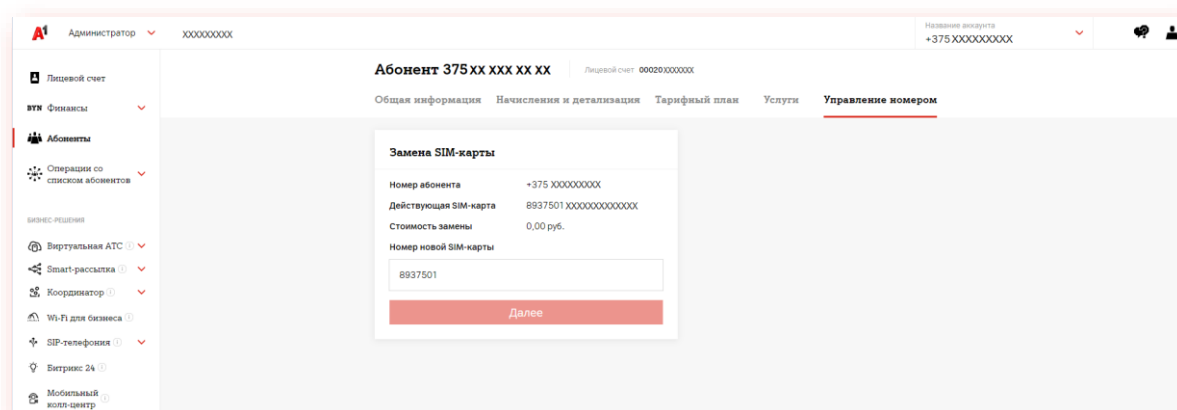 A1
Администратор
XXXXXXXXX
Название аккаунта
+375 XXXXXXXXX
Лицевой счет
BYN Финансы
Абоненты
Операции со
списком абонентов
БИЗНЕС-РЕШЕНИЯ
Виртуальная АТС
Smart-рассылка
Координатор
Wi-Fi для бизнеса
SIP-телефония
Битрикс 24
Мобильный
колл-центр
Абонент 375 XX XXX XX XX
Лицевой счет 00020XXXXXXX
Общая информация Начисления и детализация Тарифный план Услуги Управление номером
Замена SIM-карты
Номер абонента +375 XXXXXXXXX
Действующая SIM-карта 8937501 XXXXXXXXXXXXX
Стоимость замены 0,00 руб.
Номер новой SIM-карты
8937501
Далее